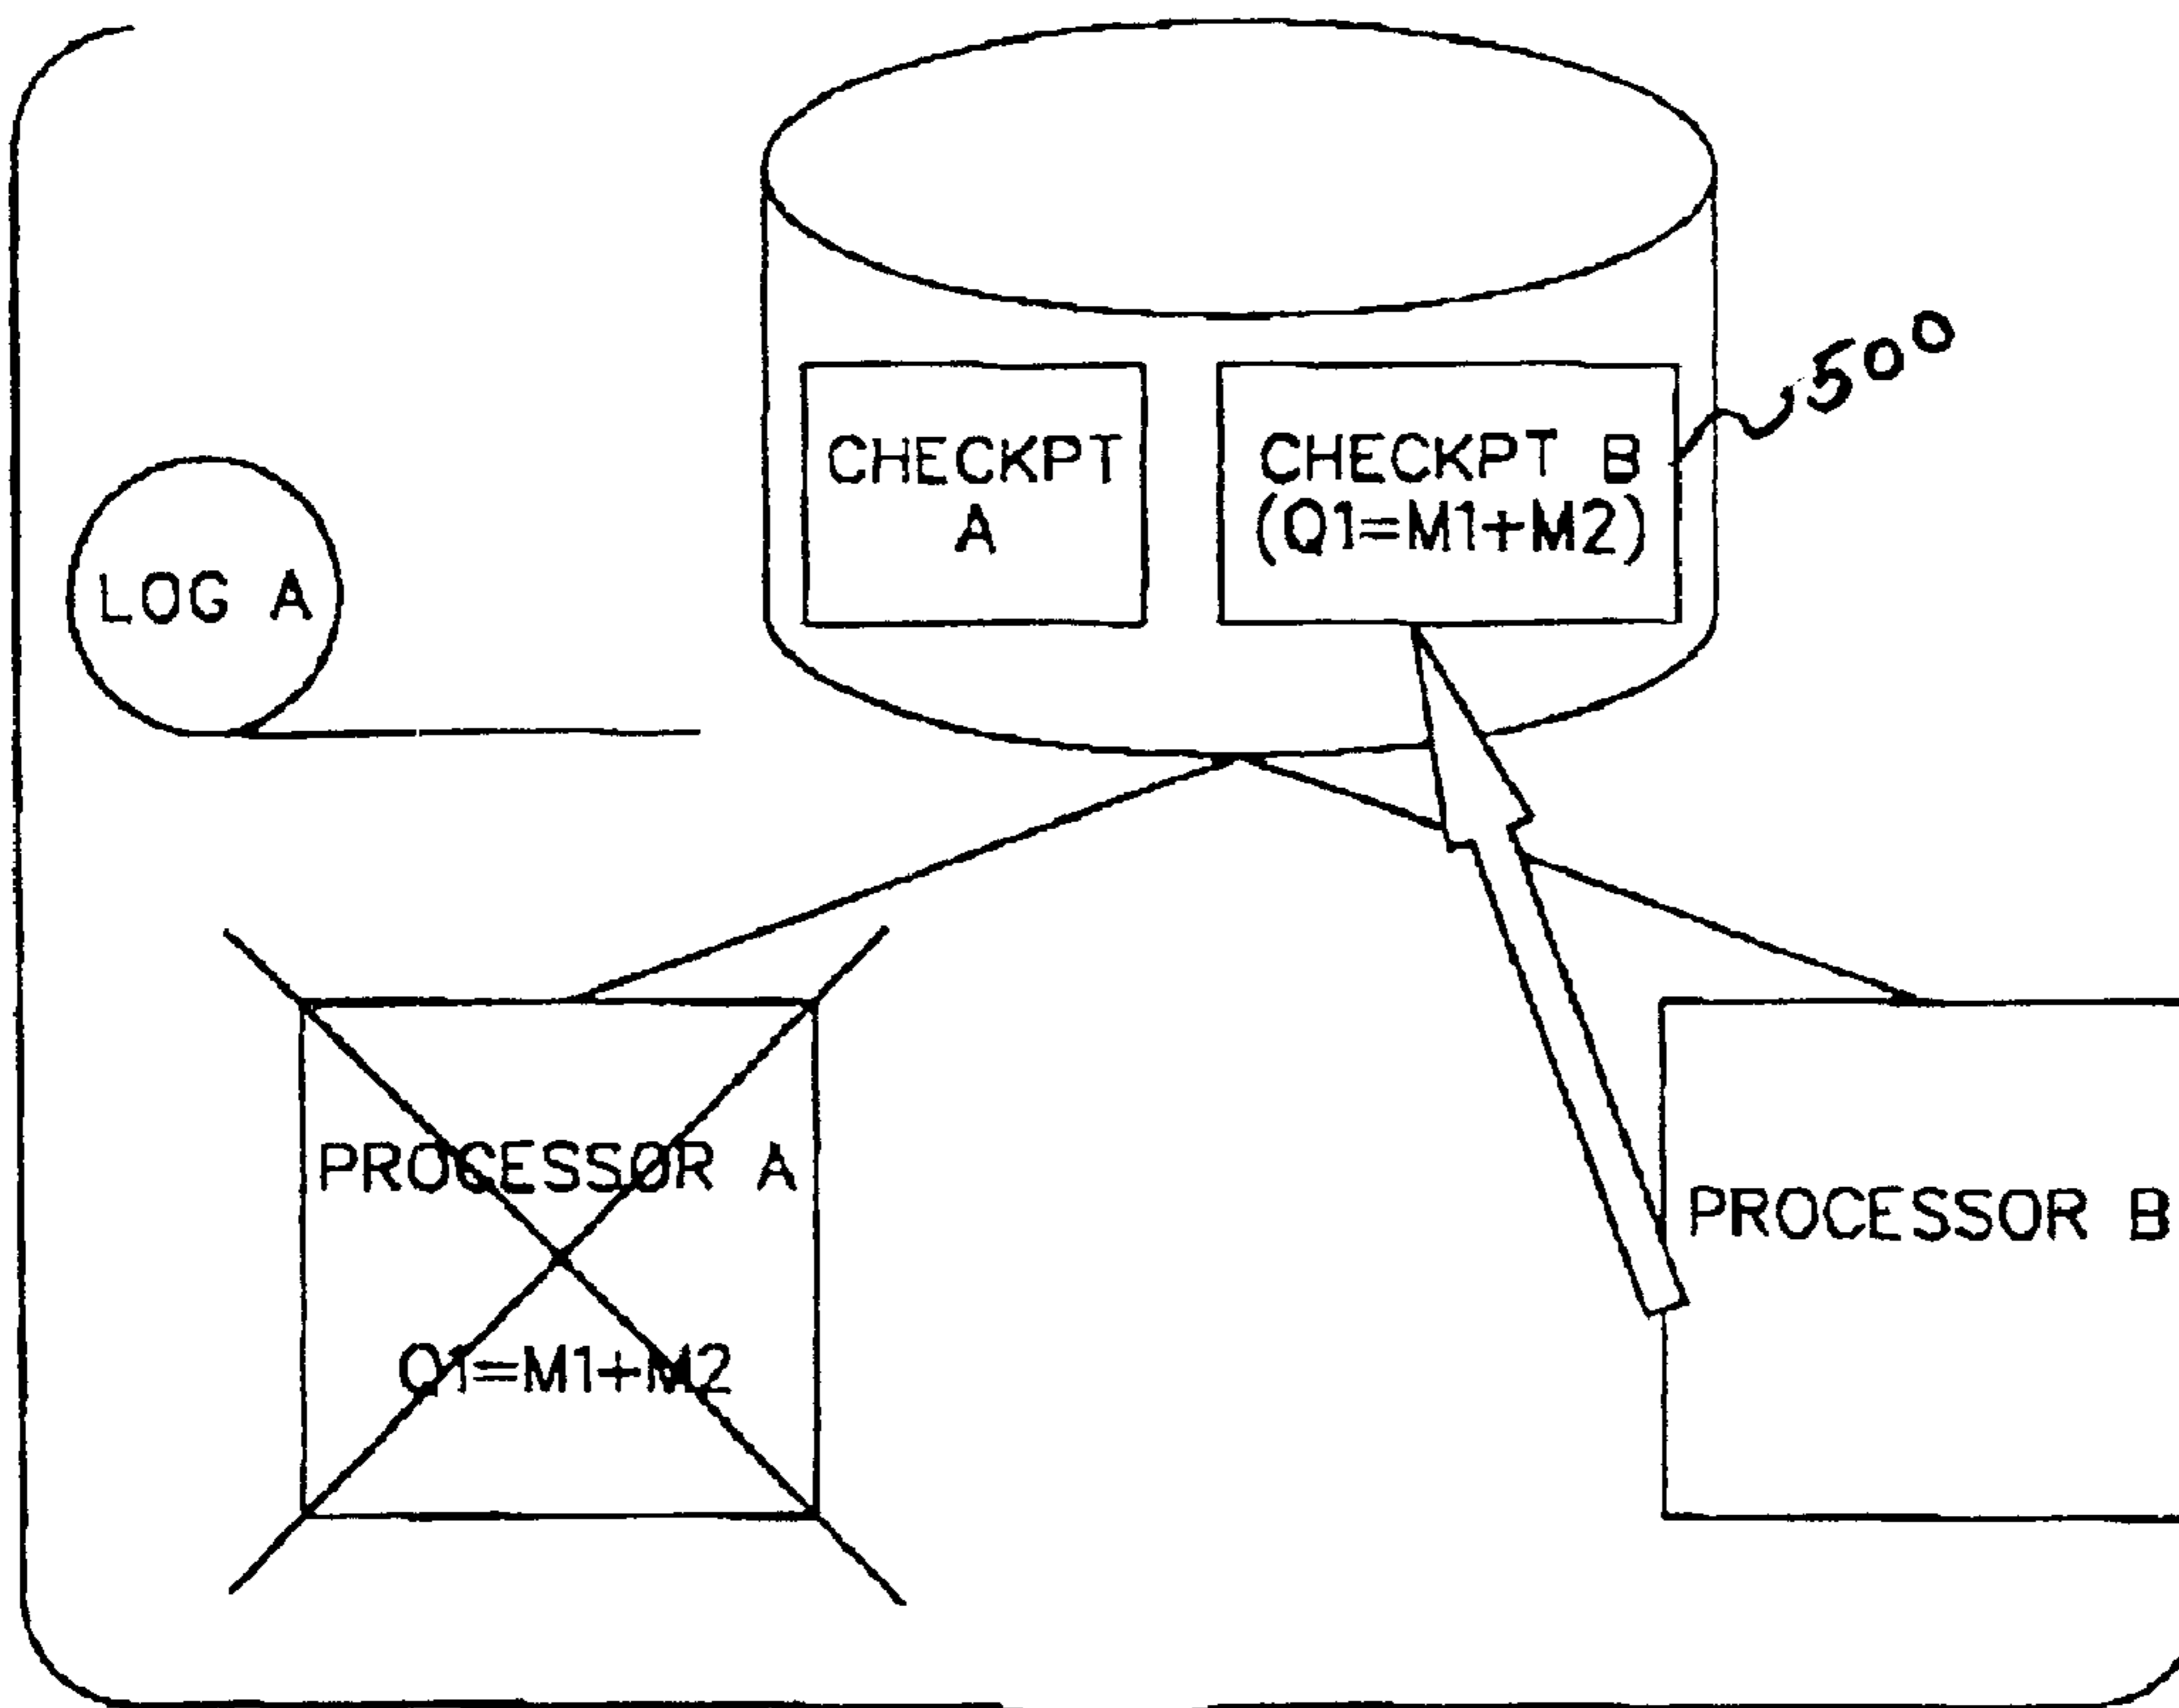 500
CHECKPT
A
CHECKPT B
(Q1=M1+M2)
LOG A
PROCESSOR A
Q1=M1+M2
PROCESSOR B